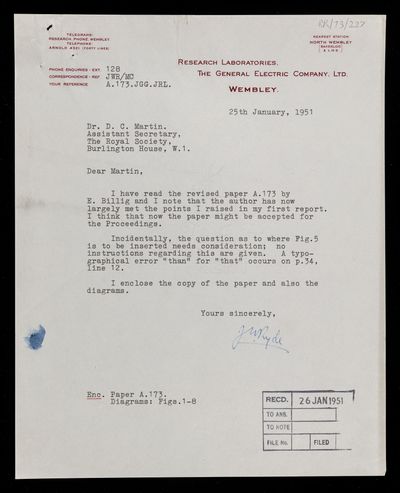 RR/73/227
TELEGRAMS:
RESEARCH, PHONE, WEMBLEY
TELEPHONE:
ARNOLD 4321 (FORTY LINES)
NEAREST STATION
NORTH WEMBLEY
(BAKERLOO)
& L.M.S.
PHONE ENQUIRIES - EXT. 128
CORRESPONDENCE - REF. JWR/MC
YOUR REFERENCE A.173.JGG.JRL.
RESEARCH LABORATORIES.
THE GENERAL ELECTRIC COMPANY. LTD.
WEMBLEY.
25th January, 1951
Dr. D. C. Martin.
Assistant Secretary,
The Royal Society,
Burlington House, W.1.
Dear Martin,
I have read the revised paper A.173 by
E. Billig and I note that the author has now
largely met the points I raised in my first report.
I think that now the paper might be accepted for
the Proceedings.
Incidentally, the question as to where Fig.5
is to be inserted needs consideration; no
instructions regarding this are given. A typo-
graphical error "than" for "that" occurs on p.34,
line 12.
I enclose the copy of the paper and also the
diagrams.
Yours sincerely,
JWRyde
Enc. Paper A.173.
Diagrams: Figs.1-8
RECD. 26 JAN 1951
TO ANS.
TO NOTE
FILE No. FILED